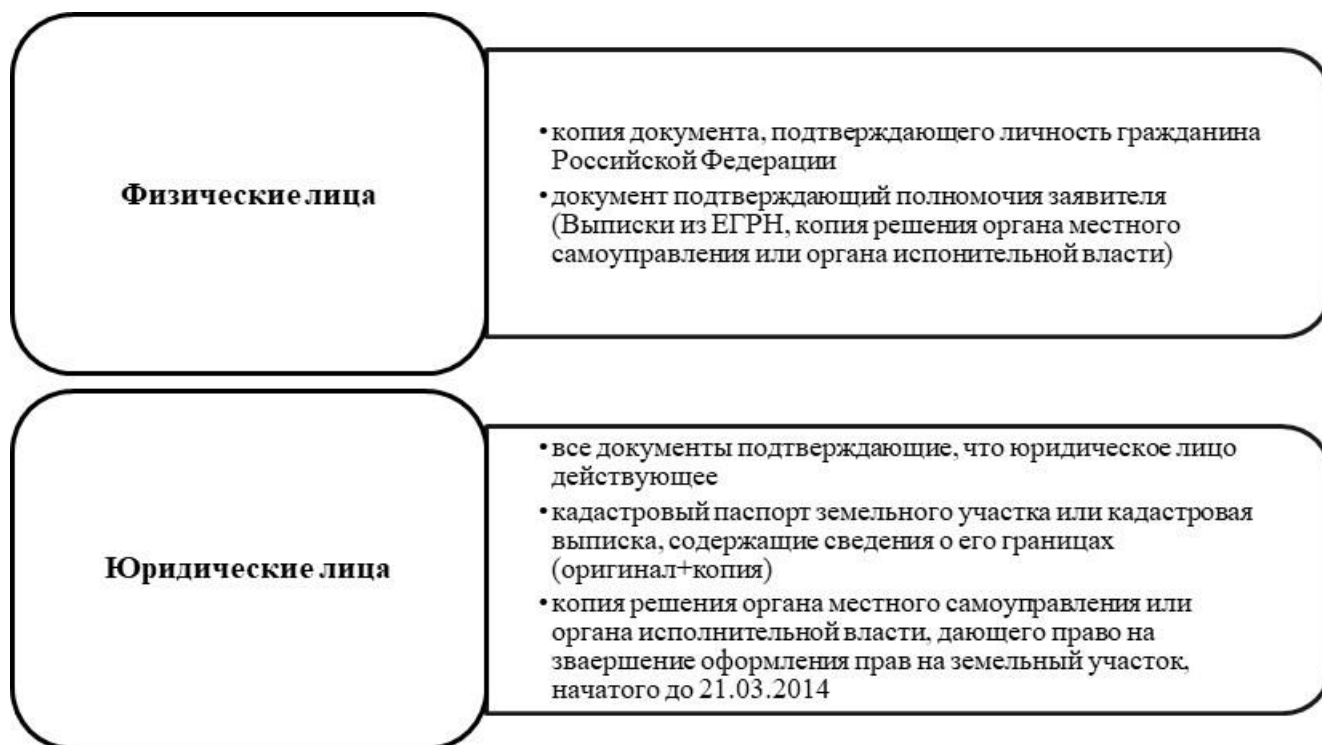 Физические лица
•копия документа, подтверждающего личность гражданина
Российской Федерации
•документ подтверждающий полномочия заявителя
(Выписки из ЕГРН, копия решения органа местного
самоуправления или органа испонительной власти)
Юридические лица
•все документы подтверждающие, что юридическое лицо
действующее
•кадастровый паспорт земельного участка или кадастровая
выписка, содержащие сведения о его границах
(оригинал+копия)
•копия решения органа местного самоуправления или
органа исполнительной власти, дающего право на
зваершение оформления прав на земельный участок,
начатого до 21.03.2014